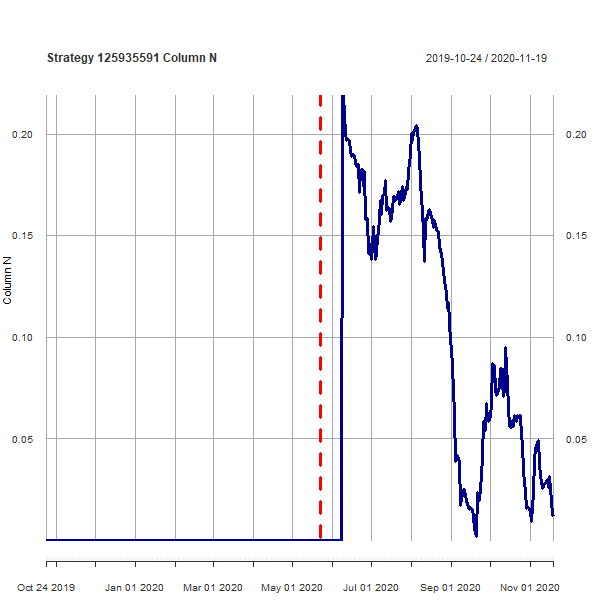 Strategy 125935591 Column N
2019-10-24 / 2020-11-19
0.20
0.20
0.15
0.15
Column N
0.10
0.10
0.05
0.05
Oct 24 2019
Jan 01 2020
Mar 01 2020
May 01 2020
Jul 01 2020
Sep 01 2020
Nov 01 2020